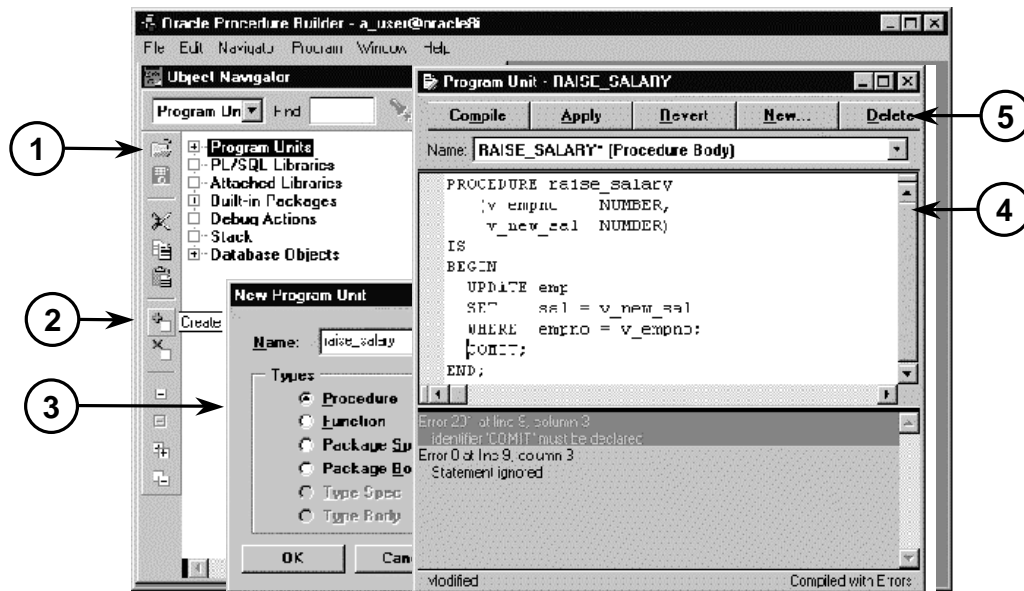 Oracle Procedure Builder - a_user@oracle8i
File Edit Navigator Program Window Help
Object Navigator
Program Un Find
Program Units
PL/SQL Libraries
Attached Libraries
Built-in Packages
Debug Actions
Stack
Database Objects
Create
New Program Unit
Name: raise_salary
Types
Procedure
Function
Package Sp
Package Bo
Type Spec
Type Body
OK Can
Program Unit - RAISE_SALARY
Compile Apply Revert New... Delete
Name: RAISE_SALARY* (Procedure Body)
PROCEDURE raise_salary
(v_empno NUMBER,
v_new_sal NUMBER)
IS
BEGIN
UPDATE emp
SET sal = v_new_sal
WHERE empno = v_empno;
COMIT;
END;
Error 201 at line 9, column 3
identifier 'COMIT' must be declared
Error 0 at line 9, column 3
Statement ignored
Modified Compiled with Errors
1
2
3
4
5